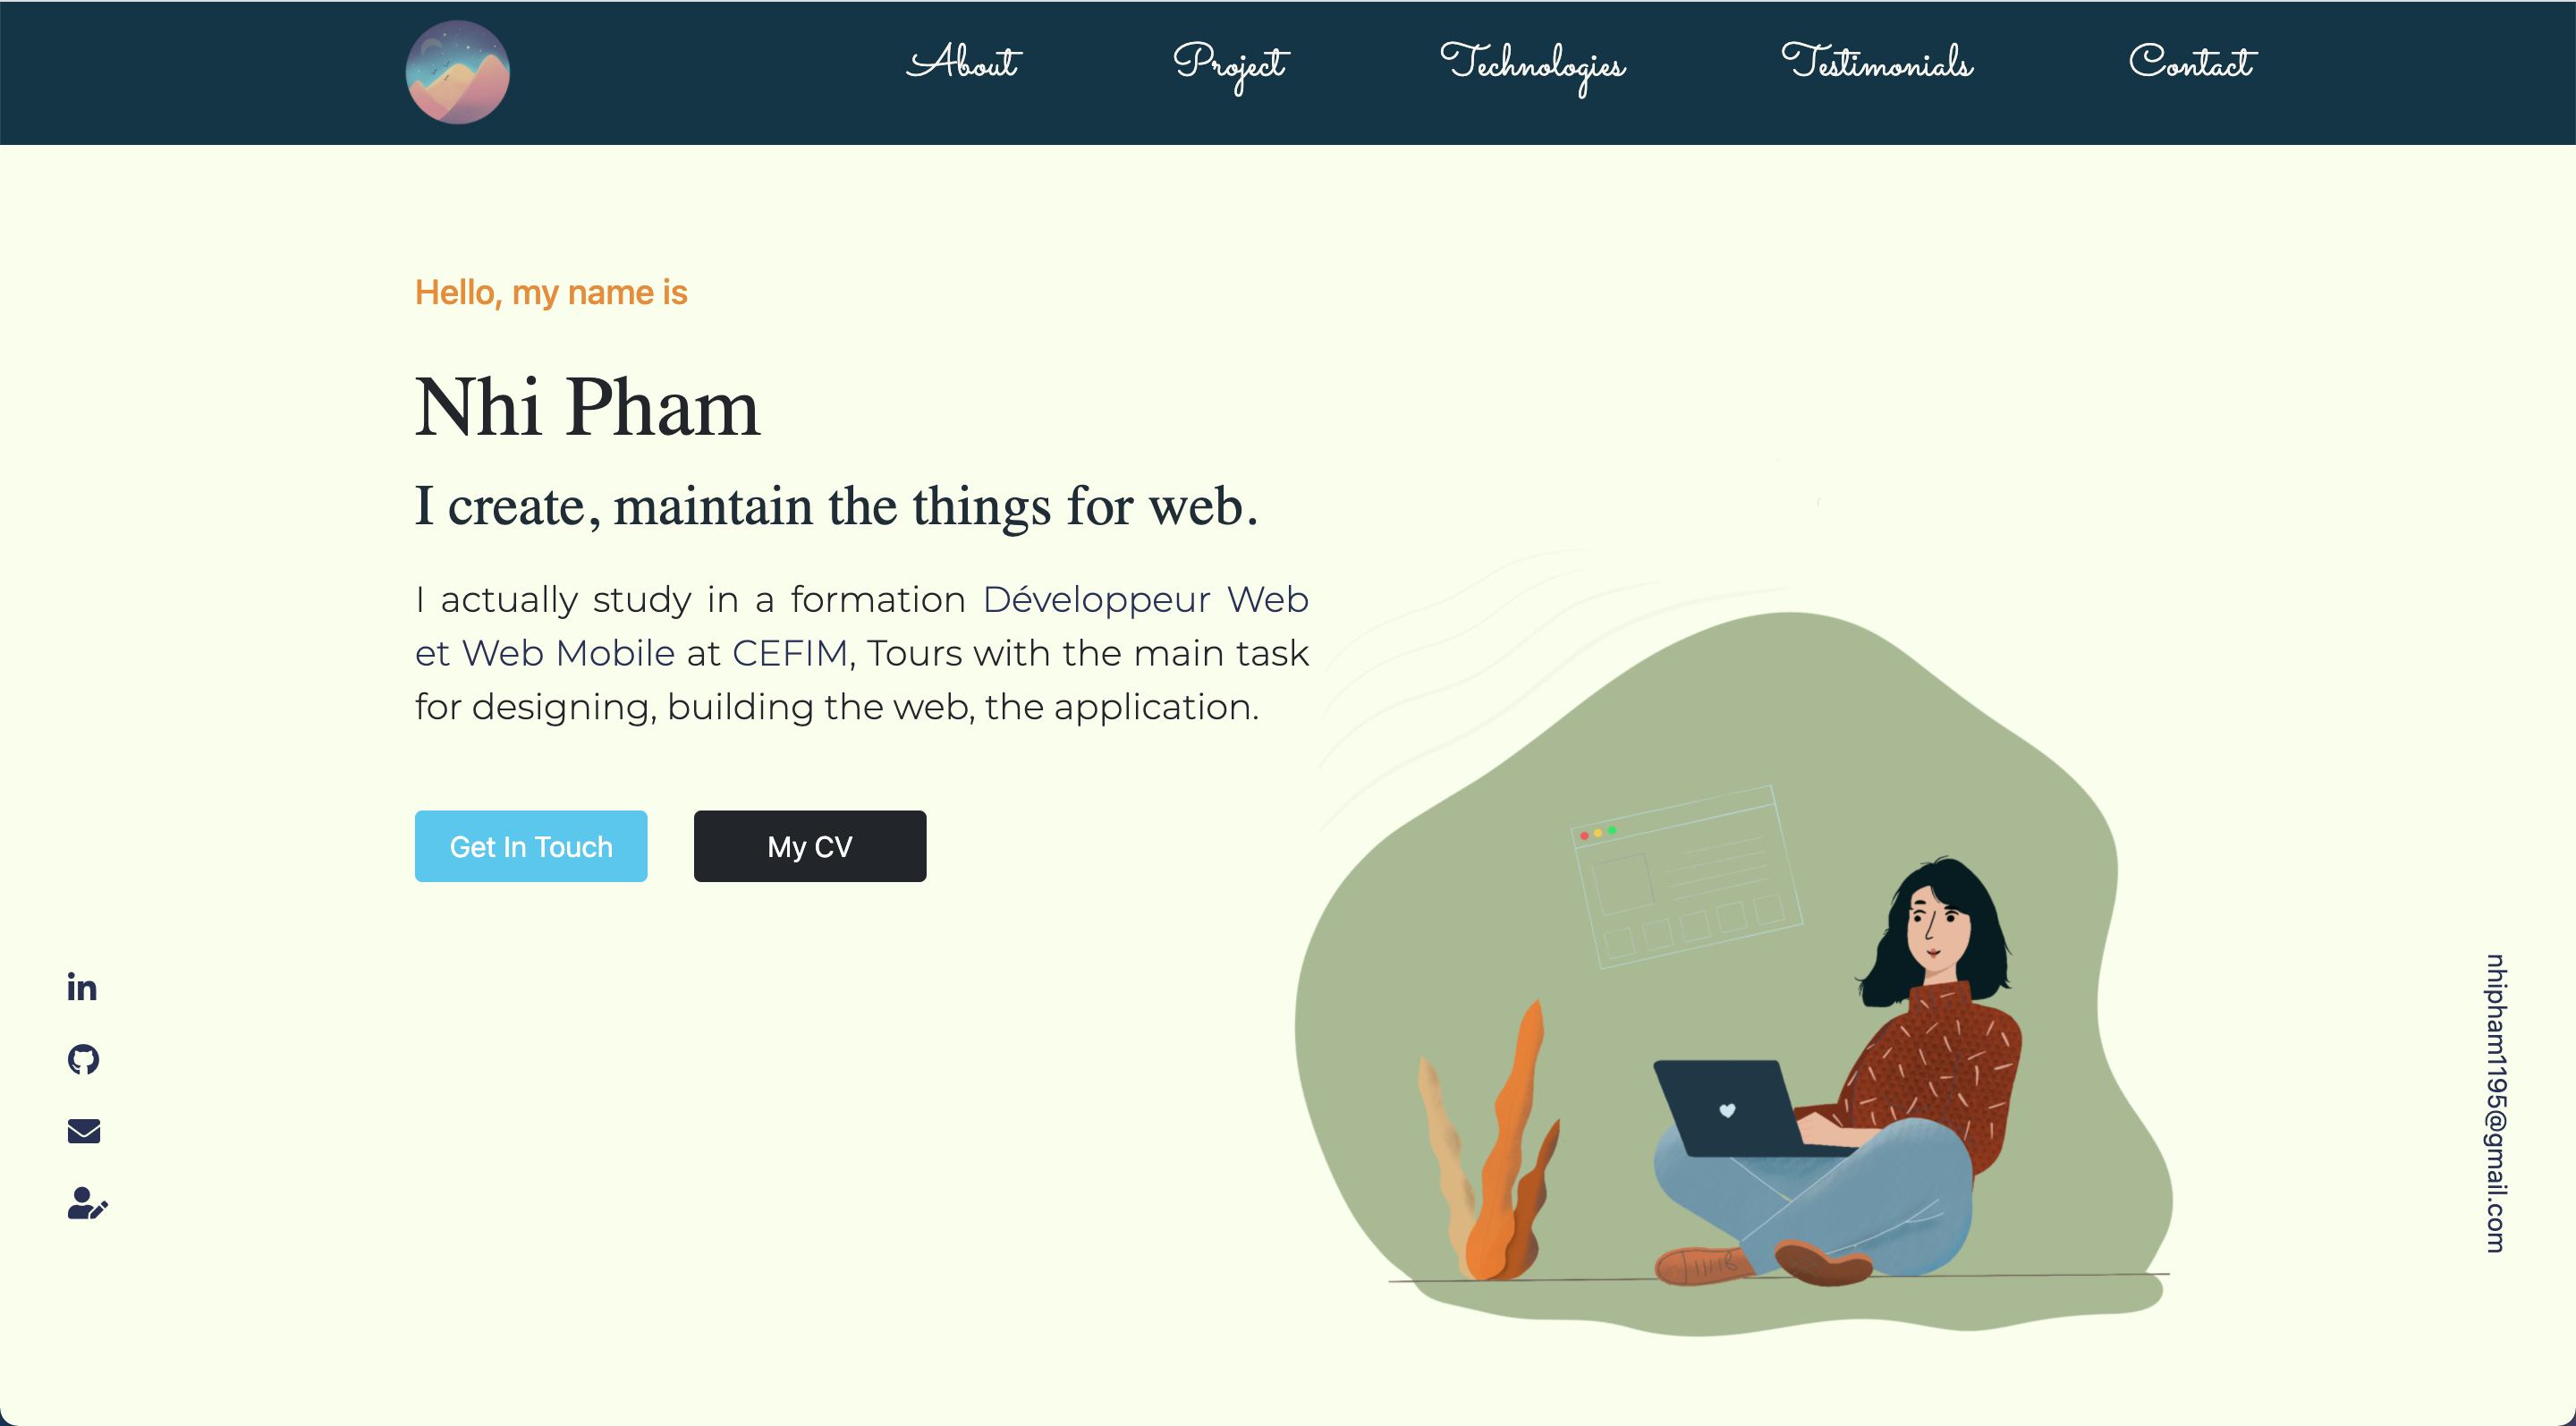 About
Project
Technologies
Testimonials
Contact
Hello, my name is
Nhi Pham
I create, maintain the things for web.
I actually study in a formation Développeur Web
et Web Mobile at CEFIM, Tours with the main task
for designing, building the web, the application.
Get In Touch
My CV
in
nhipham1195@gmail.com